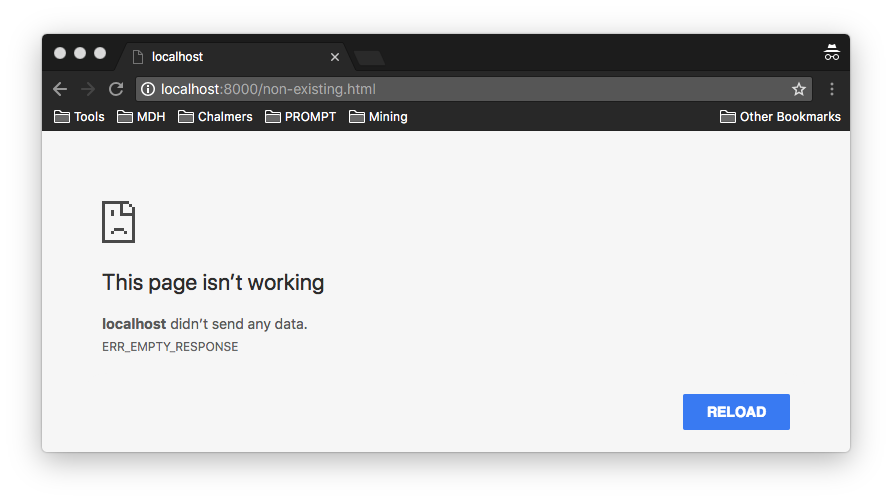 localhost
localhost:8000/non-existing.html
Tools MDH Chalmers PROMPT Mining Other Bookmarks
This page isn’t working
localhost didn’t send any data.
ERR_EMPTY_RESPONSE
RELOAD